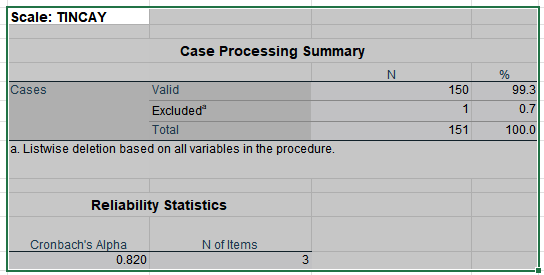 Scale: TINCAY
Case Processing Summary
N %
Cases Valid 150 99.3
Excludedᵃ 1 0.7
Total 151 100.0
a. Listwise deletion based on all variables in the procedure.
Reliability Statistics
Cronbach's Alpha N of Items
0.820 3